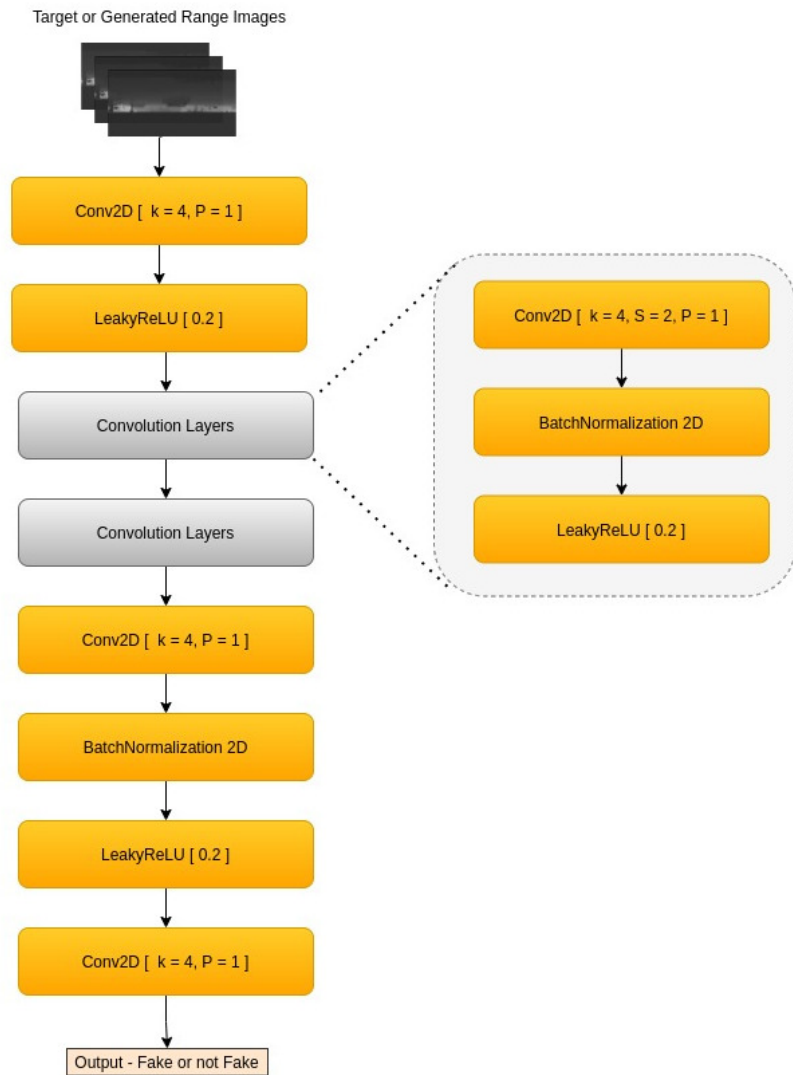 Target or Generated Range Images
Conv2D [ k = 4, P = 1 ]
LeakyReLU [ 0.2 ]
Convolution Layers
Convolution Layers
Conv2D [ k = 4, P = 1 ]
BatchNormalization 2D
LeakyReLU [ 0.2 ]
Conv2D [ k = 4, P = 1 ]
Output - Fake or not Fake
Conv2D [ k = 4, S = 2, P = 1 ]
BatchNormalization 2D
LeakyReLU [ 0.2 ]